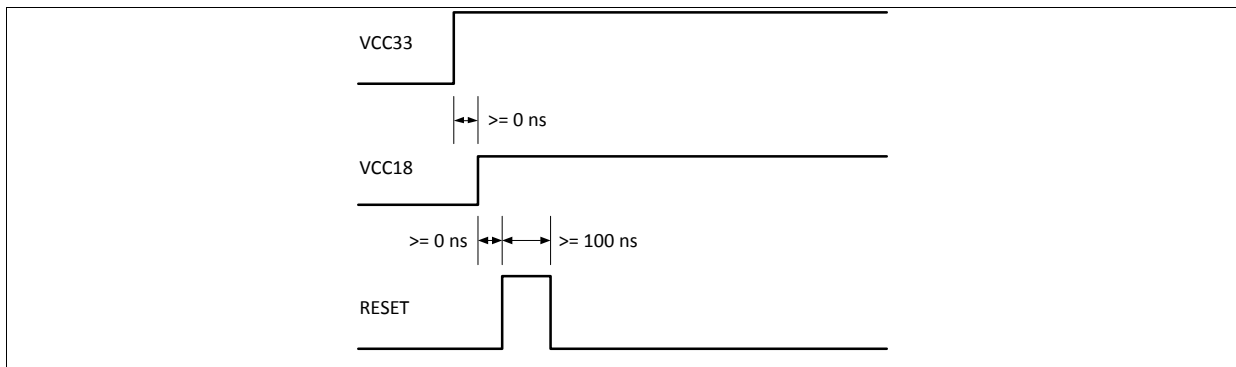 VCC33
>= 0 ns
VCC18
>= 0 ns >= 100 ns
RESET